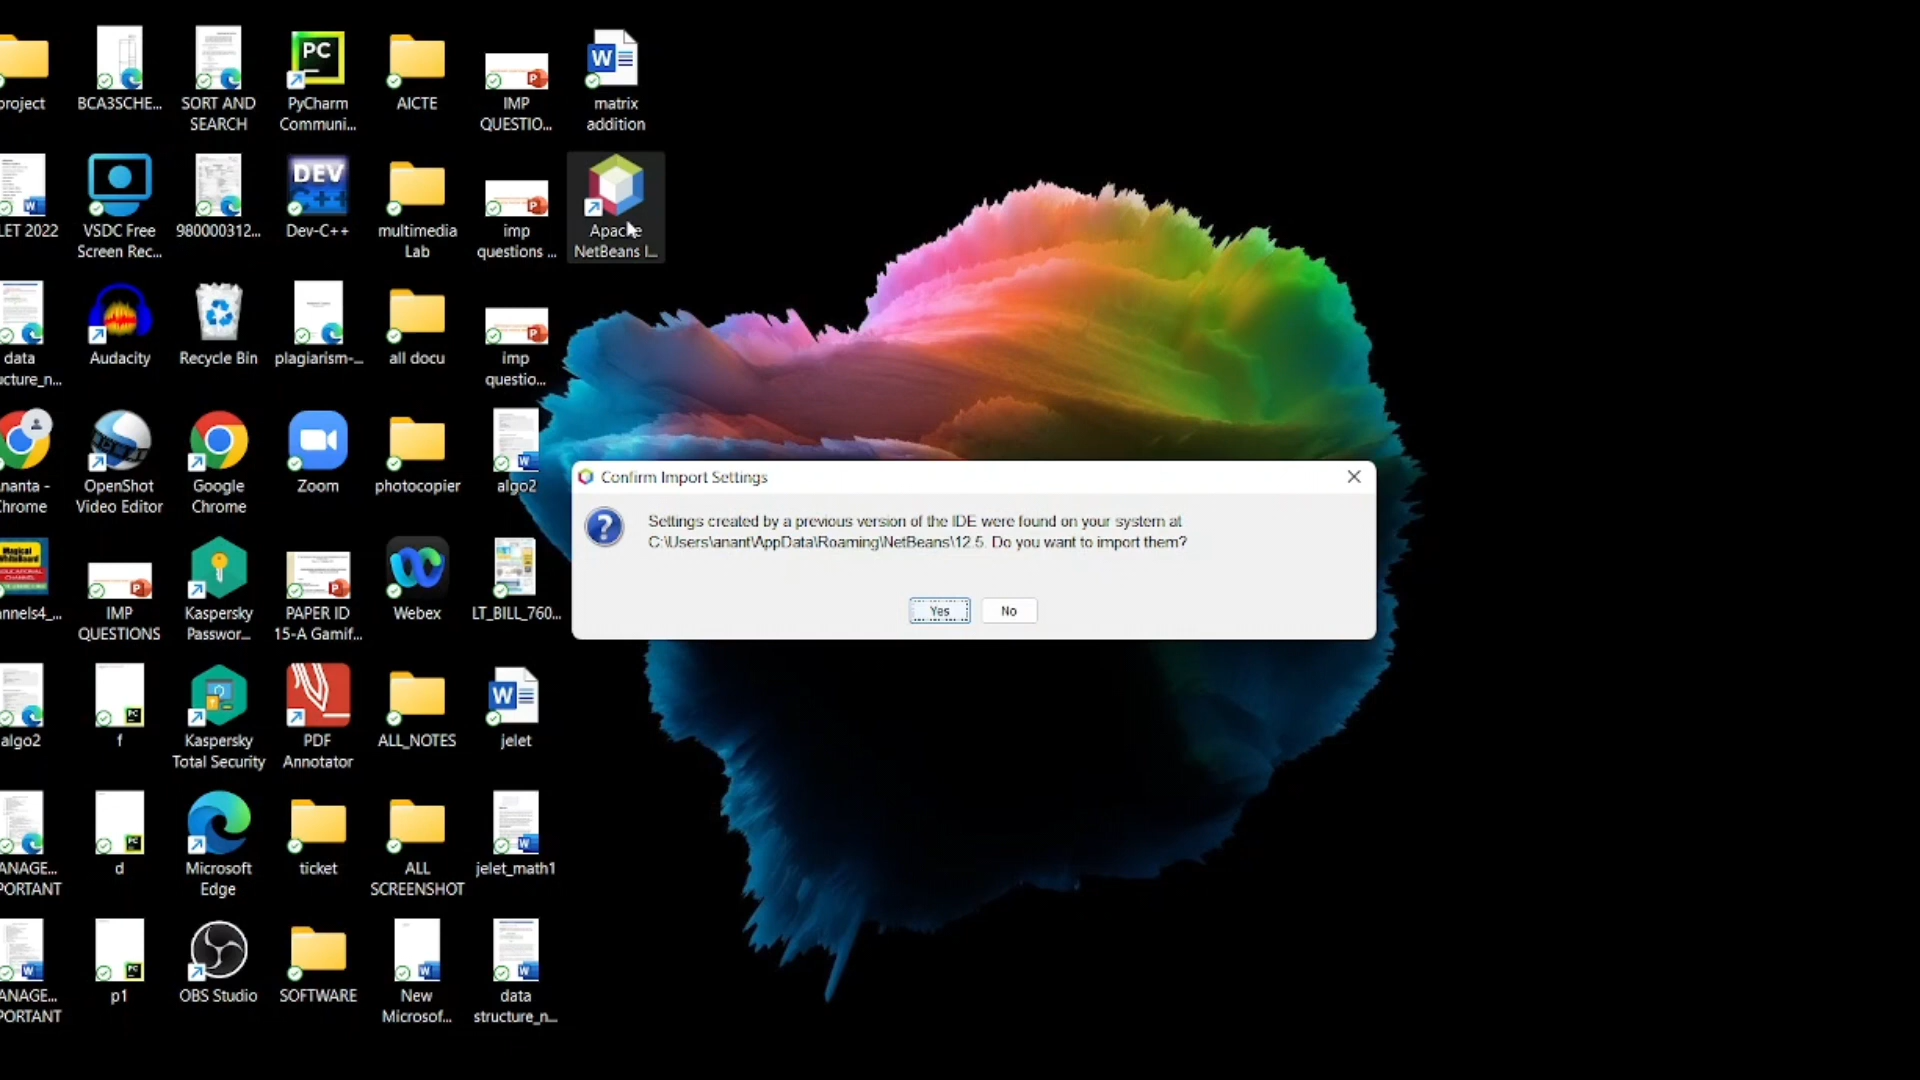 project
BCA3SCHE...
SORT AND
SEARCH
PC
PyCharm
Communi...
AICTE
IMP
QUESTIO...
matrix
addition
LET 2022
VSDC Free
Screen Rec...
980000312...
DEV
C++
Dev-C++
multimedia
Lab
imp
questions ...
Apache
NetBeans I...
data
ucture_n...
Audacity
Recycle Bin
plagiarism-...
all docu
imp
questio...
nanta -
hrome
OpenShot
Video Editor
Google
Chrome
Zoom
photocopier
algo2
Confirm Import Settings
Settings created by a previous version of the IDE were found on your system at
C:\Users\anant\AppData\Roaming\NetBeans\12.5. Do you want to import them?
Yes
No
annels4_...
IMP
QUESTIONS
Kaspersky
Passwor...
PAPER ID
15-A Gamif...
Webex
LT_BILL_760...
algo2
f
Kaspersky
Total Security
PDF
Annotator
ALL_NOTES
jelet
ANAGE...
PORTANT
d
Microsoft
Edge
ticket
ALL
SCREENSHOT
jelet_math1
ANAGE...
PORTANT
p1
OBS Studio
SOFTWARE
New
Microsof...
data
structure_n...